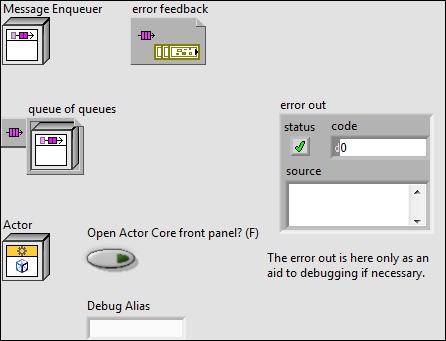 Message Enqueuer
error feedback
queue of queues
error out
status
code
0
source
Actor
Open Actor Core front panel? (F)
The error out is here only as an
aid to debugging if necessary.
Debug Alias